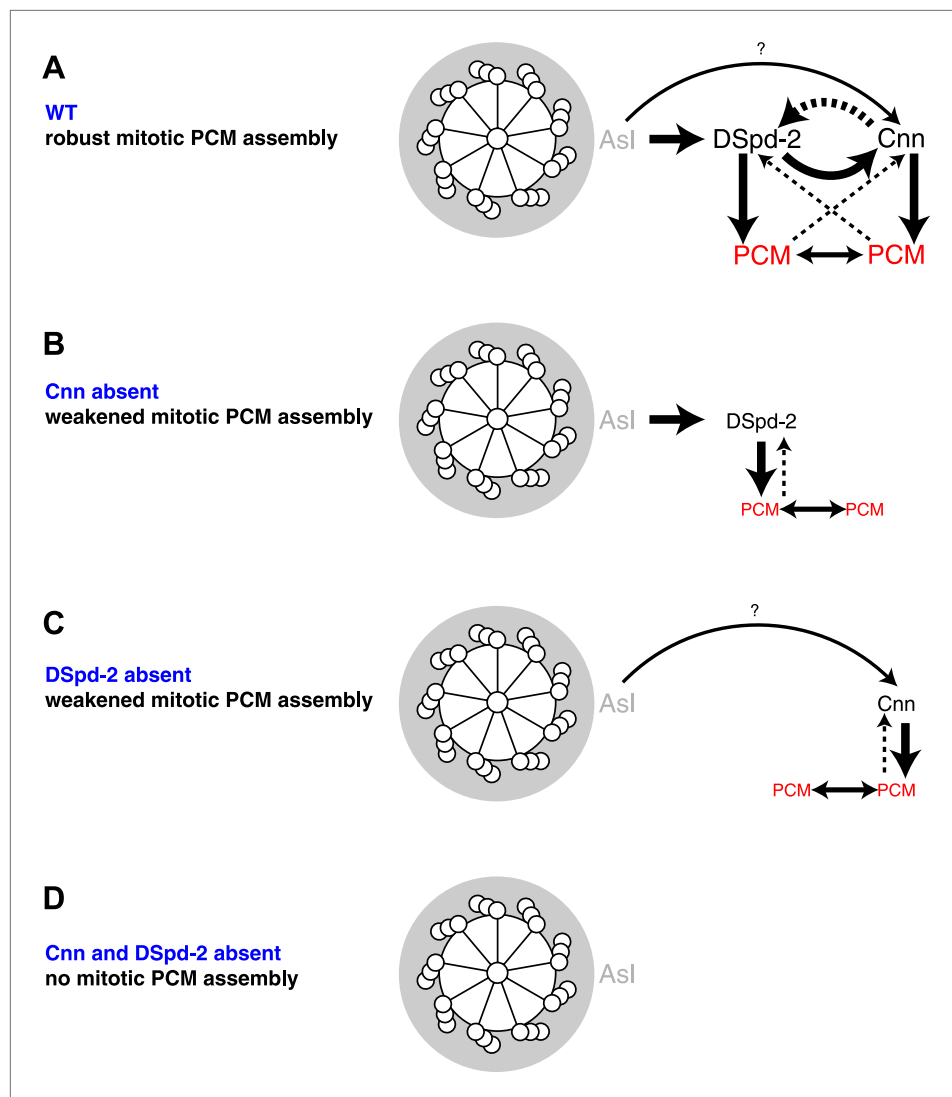 A
WT
robust mitotic PCM assembly
?
Asl
DSpd-2
Cnn
PCM
PCM
B
Cnn absent
weakened mitotic PCM assembly
Asl
DSpd-2
PCM
PCM
C
DSpd-2 absent
weakened mitotic PCM assembly
?
Asl
Cnn
PCM
PCM
D
Cnn and DSpd-2 absent
no mitotic PCM assembly
Asl